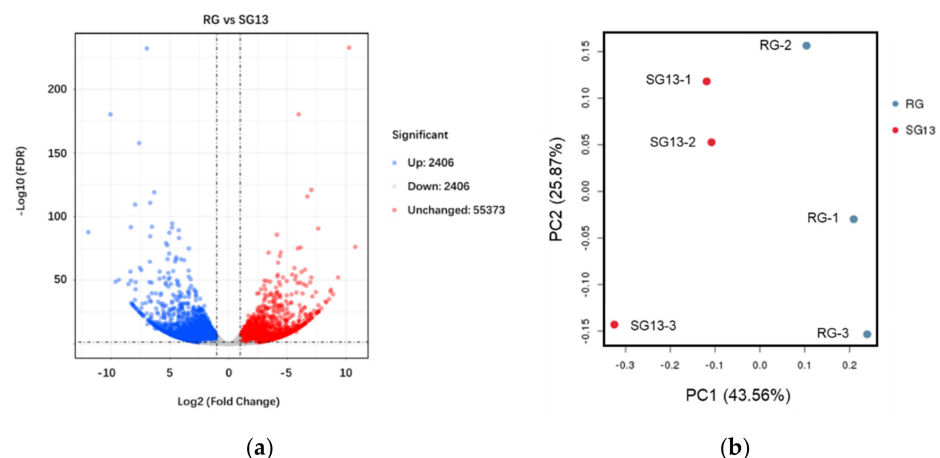 RG vs SG13
200
150
100
50
-Log10 (FDR)
-10
5
0
-5
10
Log2 (Fold Change)
Significant
Up: 2406
Down: 2406
Unchanged: 55373
(a)
0.15
0.10
0.05
0.00
-0.05
-0.10
-0.15
PC2 (25.87%)
RG-2
SG13-1
SG13-2
RG-1
SG13-3
RG-3
-0.3
-0.2
-0.1
0.0
0.1
0.2
PC1 (43.56%)
RG
SG13
(b)